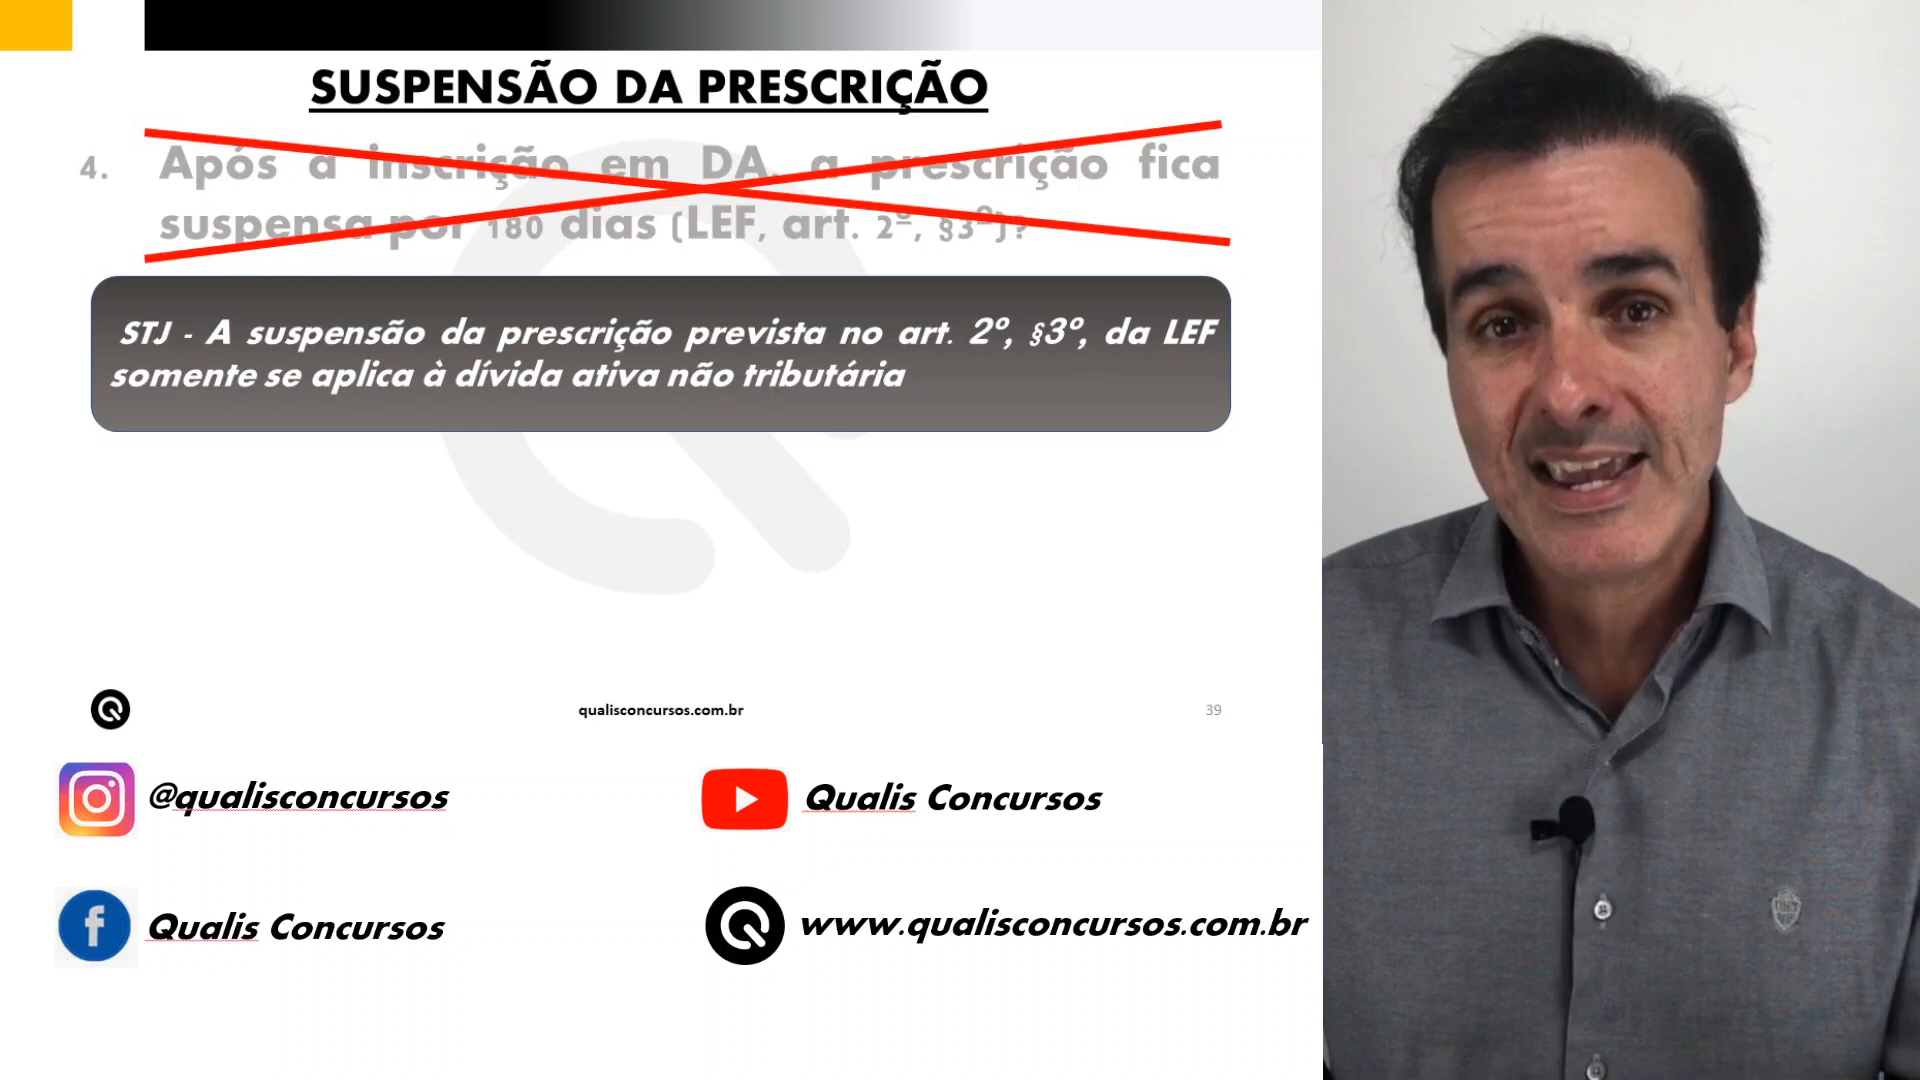 SUSPENSÃO DA PRESCRIÇÃO
4. Após a inscrição em DA, a prescrição fica
suspensa por 180 dias (LEF, art. 2º, §3º)?
STJ - A suspensão da prescrição prevista no art. 2º, §3º, da LEF
somente se aplica à dívida ativa não tributária
qualisconcursos.com.br
39
@qualisconcursos
Qualis Concursos
Qualis Concursos
www.qualisconcursos.com.br